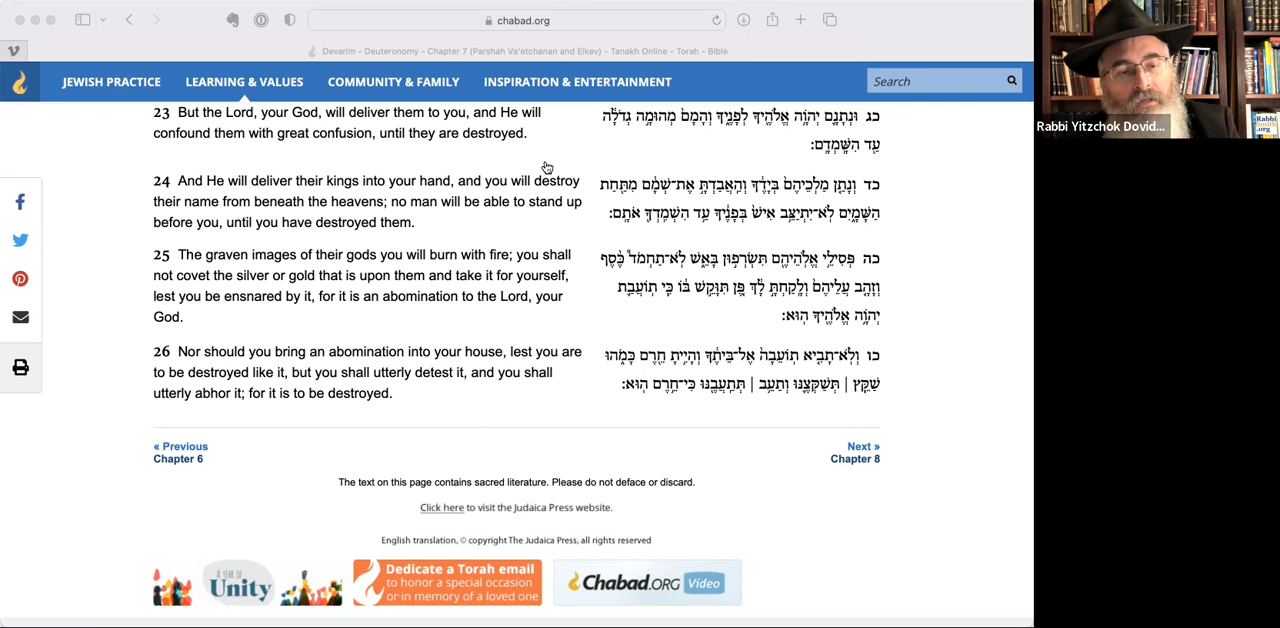 chabad.org
Devarim - Deuteronomy - Chapter 7 (Parshah Va'etchanan and Eikev) - Tanakh Online - Torah - Bible
JEWISH PRACTICE LEARNING & VALUES COMMUNITY & FAMILY INSPIRATION & ENTERTAINMENT Search
23 But the Lord, your God, will deliver them to you, and He will
confound them with great confusion, until they are destroyed.
כג וּנְתָנָ֛ם יְהֹוָ֥ה אֱלֹהֶ֖יךָ לְפָנֶ֑יךָ וְהָמָם֙ מְהוּמָ֣ה גְדֹלָ֔ה
עַ֖ד הִשָּֽׁמְדָֽם:
24 And He will deliver their kings into your hand, and you will destroy
their name from beneath the heavens; no man will be able to stand up
before you, until you have destroyed them.
כד וְנָתַ֤ן מַלְכֵיהֶם֙ בְּיָדֶ֔ךָ וְהַֽאֲבַדְתָּ֣ אֶת־שְׁמָ֔ם מִתַּ֖חַת
הַשָּׁמָ֑יִם לֹֽא־יִתְיַצֵּ֥ב אִישׁ֙ בְּפָנֶ֔יךָ עַ֥ד הִשְׁמִֽדְךָ֖ אֹתָֽם:
25 The graven images of their gods you will burn with fire; you shall
not covet the silver or gold that is upon them and take it for yourself,
lest you be ensnared by it, for it is an abomination to the Lord, your
God.
כה פְּסִילֵ֥י אֱלֹֽהֵיהֶ֖ם תִּשְׂרְפ֣וּן בָּאֵ֑שׁ לֹֽא־תַחְמֹד֩ כֶּ֨סֶף
וְזָהָ֤ב עֲלֵיהֶם֙ וְלָֽקַחְתָּ֣ לָ֔ךְ פֶּ֚ן תִּוָּקֵ֣שׁ בּ֔וֹ כִּ֧י תֽוֹעֲבַ֛ת
יְהֹוָ֥ה אֱלֹהֶ֖יךָ הֽוּא:
26 Nor should you bring an abomination into your house, lest you are
to be destroyed like it, but you shall utterly detest it, and you shall
utterly abhor it; for it is to be destroyed.
כו וְלֹֽא־תָבִ֤יא תֽוֹעֵבָה֙ אֶל־בֵּיתֶ֔ךָ וְהָיִ֥יתָ חֵ֖רֶם כָּמֹ֑הוּ
שַׁקֵּ֧ץ | תְּשַׁקְּצֶ֛נּוּ וְתַעֵ֥ב | תְּֽתַעֲבֶ֖נּוּ כִּי־חֵ֥רֶם הֽוּא:
« Previous Next »
Chapter 6 Chapter 8
The text on this page contains sacred literature. Please do not deface or discard.
Click here to visit the Judaica Press website.
English translation, © copyright The Judaica Press, all rights reserved
A YEAR OF
Unity
Dedicate a Torah email
to honor a special occasion
or in memory of a loved one
Chabad.ORG Video
Rabbi Yitzchok Dovid...
Rabbi
Smith
.org